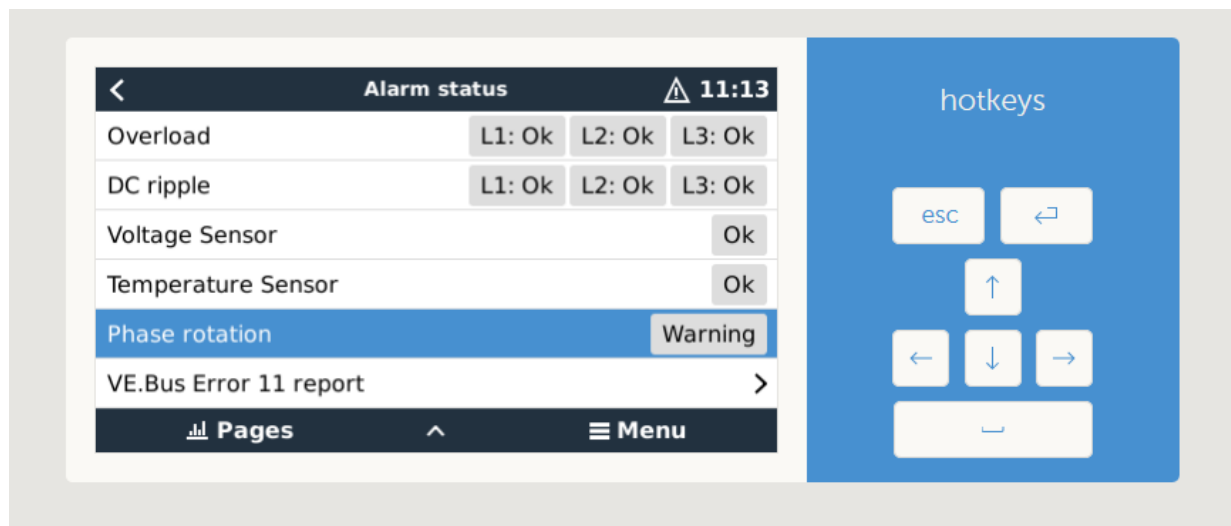 Alarm status 11:13
Overload L1: Ok L2: Ok L3: Ok
DC ripple L1: Ok L2: Ok L3: Ok
Voltage Sensor Ok
Temperature Sensor Ok
Phase rotation Warning
VE.Bus Error 11 report
Pages Menu
hotkeys
esc